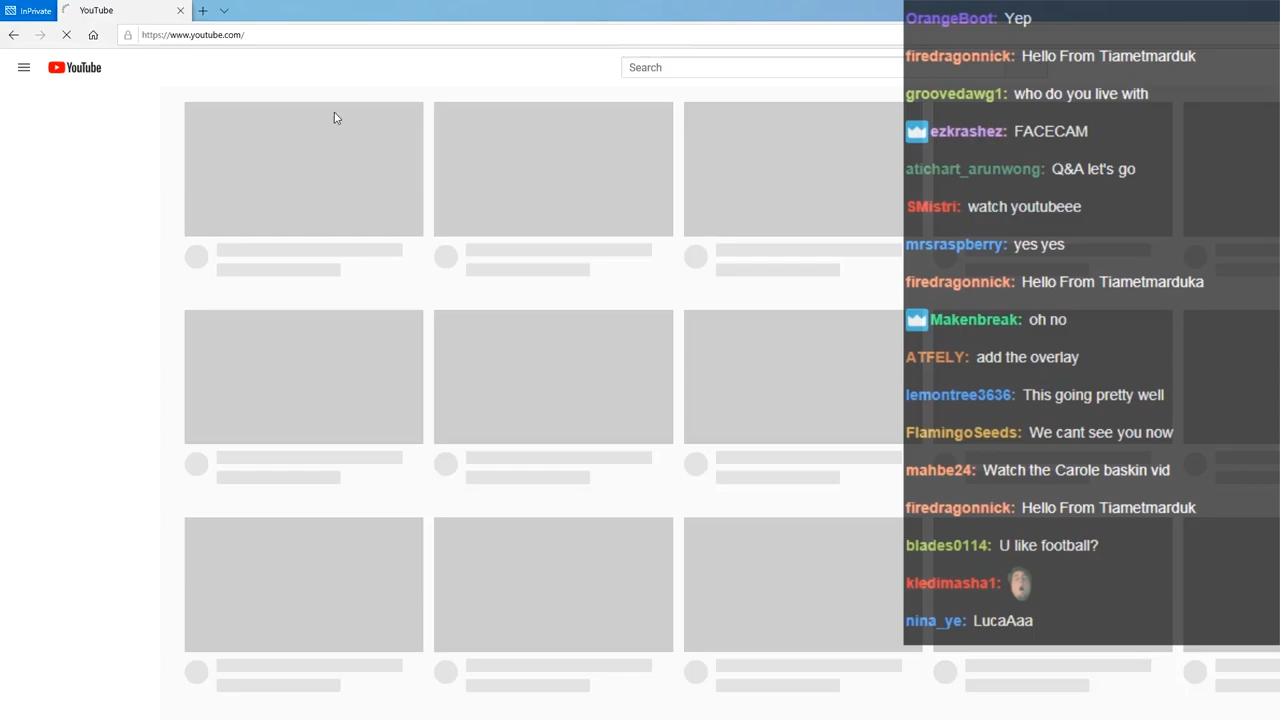 InPrivate
YouTube
https://www.youtube.com/
YouTube
Search
OrangeBoot: Yep
firedragonnick: Hello From Tiametmarduk
groovedawg1: who do you live with
ezkrashez: FACECAM
atichart_arunwong: Q&A let's go
SMistri: watch youtubeee
mrsraspberry: yes yes
firedragonnick: Hello From Tiametmarduka
Makenbreak: oh no
ATFELY: add the overlay
lemontree3636: This going pretty well
FlamingoSeeds: We cant see you now
mahbe24: Watch the Carole baskin vid
firedragonnick: Hello From Tiametmarduk
blades0114: U like football?
kledimasha1:
nina_ye: LucaAaa